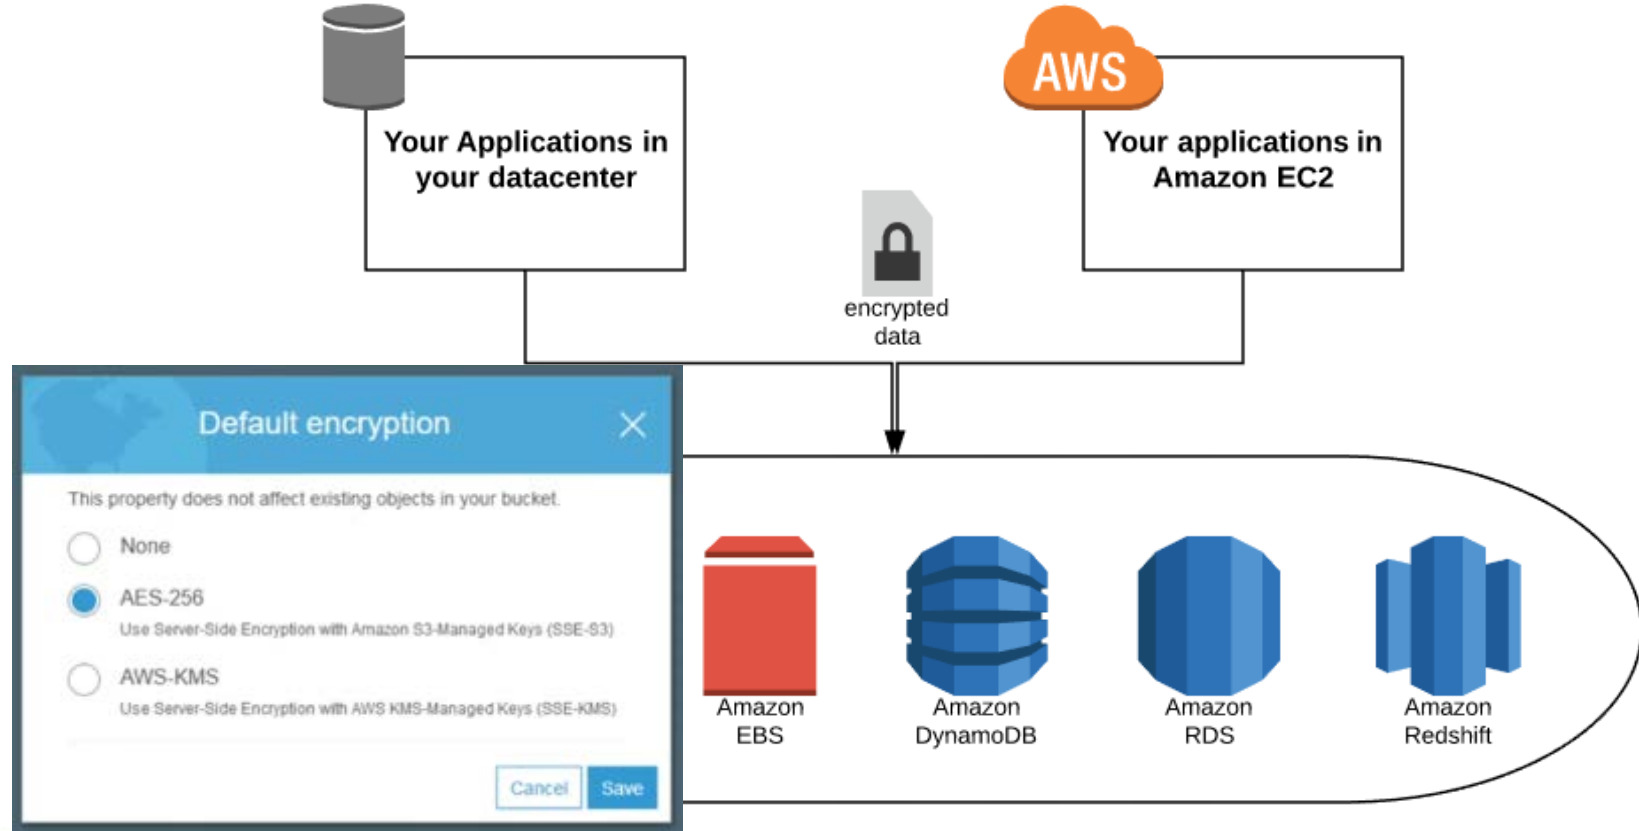 AWS
Your Applications in
your datacenter
Your applications in
Amazon EC2
encrypted
data
Default encryption
This property does not affect existing objects in your bucket.
None
AES-256
Use Server-Side Encryption with Amazon S3-Managed Keys (SSE-S3)
AWS-KMS
Use Server-Side Encryption with AWS KMS-Managed Keys (SSE-KMS)
Cancel
Save
Amazon
EBS
Amazon
DynamoDB
Amazon
RDS
Amazon
Redshift